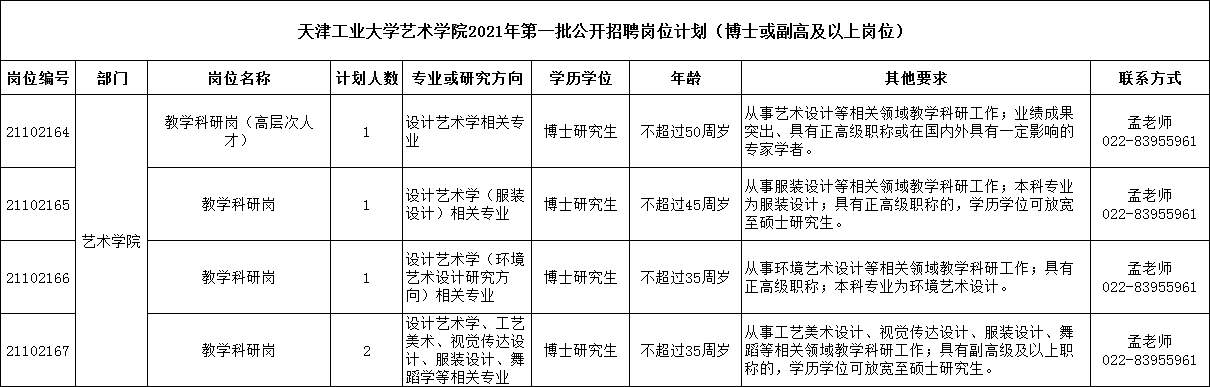 天津工业大学艺术学院2021年第一批公开招聘岗位计划（博士或副高及以上岗位）
岗位编号 部门 岗位名称 计划人数 专业或研究方向 学历学位 年龄 其他要求 联系方式
艺术学院
21102164
教学科研岗（高层次人
才）
1
设计艺术学相关专
业
博士研究生
不超过50周岁
从事艺术设计等相关领域教学科研工作；业绩成果
突出、具有正高级职称或在国内外具有一定影响的
专家学者。
孟老师
022-83955961
21102165
教学科研岗
1
设计艺术学（服装
设计）相关专业
博士研究生
不超过45周岁
从事服装设计等相关领域教学科研工作；本科专业
为服装设计；具有正高级职称的，学历学位可放宽
至硕士研究生。
孟老师
022-83955961
21102166
教学科研岗
1
设计艺术学（环境
艺术设计研究方
向）相关专业
博士研究生
不超过35周岁
从事环境艺术设计等相关领域教学科研工作；具有
正高级职称；本科专业为环境艺术设计。
孟老师
022-83955961
21102167
教学科研岗
2
设计艺术学、工艺
美术、视觉传达设
计、服装设计、舞
蹈学等相关专业
博士研究生
不超过35周岁
从事工艺美术设计、视觉传达设计、服装设计、舞
蹈等相关领域教学科研工作；具有副高级及以上职
称的，学历学位可放宽至硕士研究生。
孟老师
022-83955961